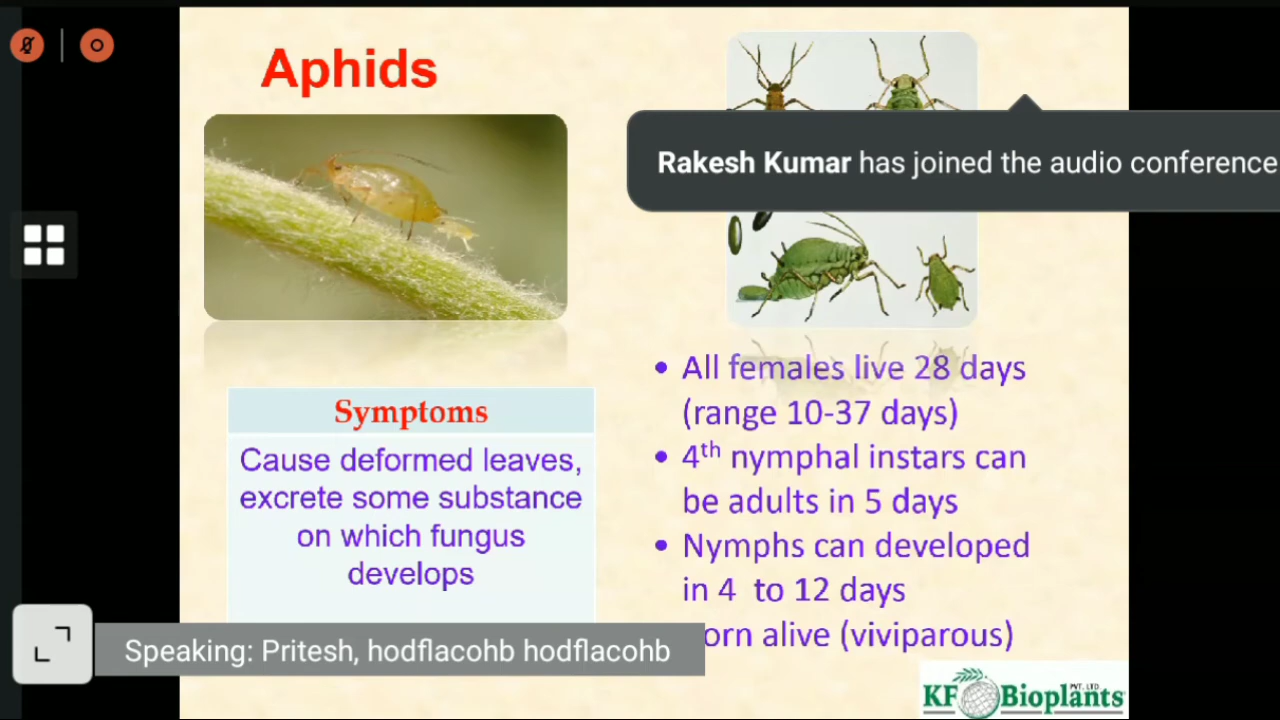 Aphids
Rakesh Kumar has joined the audio conference
Symptoms
Cause deformed leaves,
excrete some substance
on which fungus
develops
• All females live 28 days
(range 10-37 days)
• 4th nymphal instars can
be adults in 5 days
• Nymphs can developed
in 4 to 12 days
orn alive (viviparous)
Speaking: Pritesh, hodflacohb hodflacohb
KF Bioplants PVT. LTD.